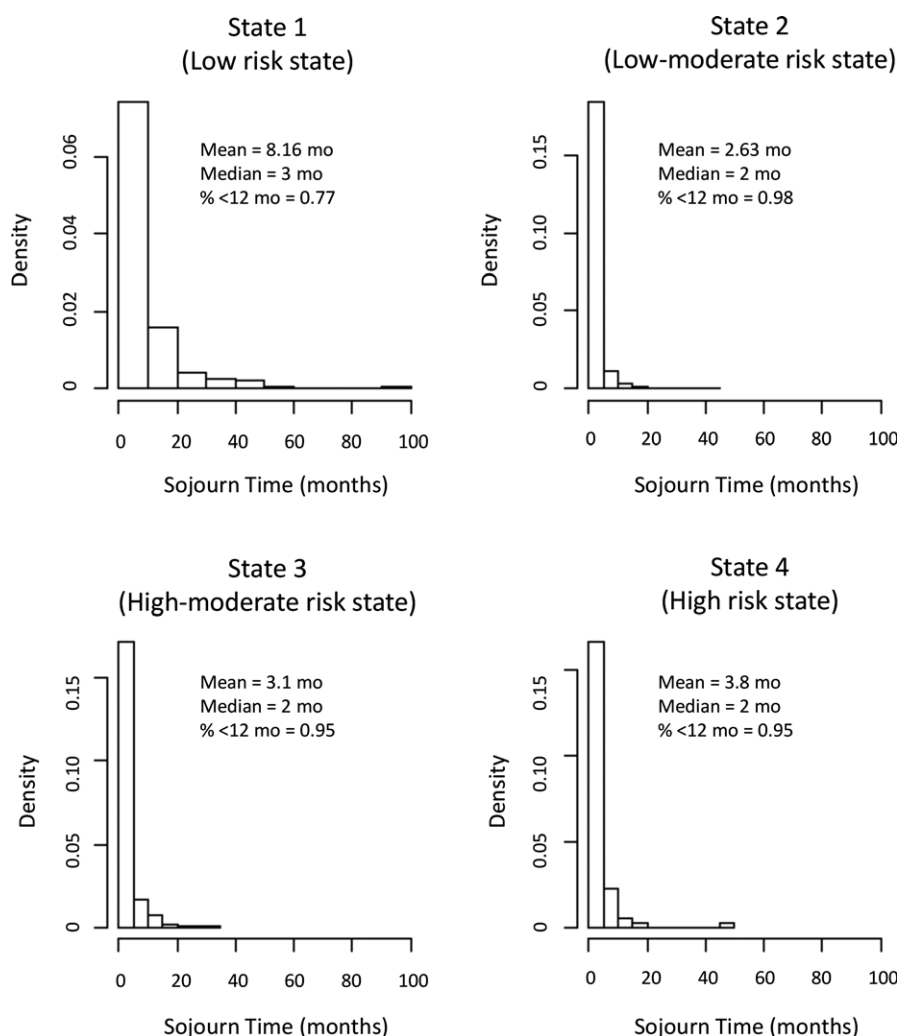 State 1
(Low risk state)
Mean = 8.16 mo
Median = 3 mo
% <12 mo = 0.77
Density
0.06
0.04
0.02
0
0 20 40 60 80 100
Sojourn Time (months)
State 2
(Low-moderate risk state)
Mean = 2.63 mo
Median = 2 mo
% <12 mo = 0.98
Density
0.15
0.10
0.05
0
0 20 40 60 80 100
Sojourn Time (months)
State 3
(High-moderate risk state)
Mean = 3.1 mo
Median = 2 mo
% <12 mo = 0.95
Density
0.15
0.10
0.05
0
0 20 40 60 80 100
Sojourn Time (months)
State 4
(High risk state)
Mean = 3.8 mo
Median = 2 mo
% <12 mo = 0.95
Density
0.15
0.10
0.05
0
0 20 40 60 80 100
Sojourn Time (months)